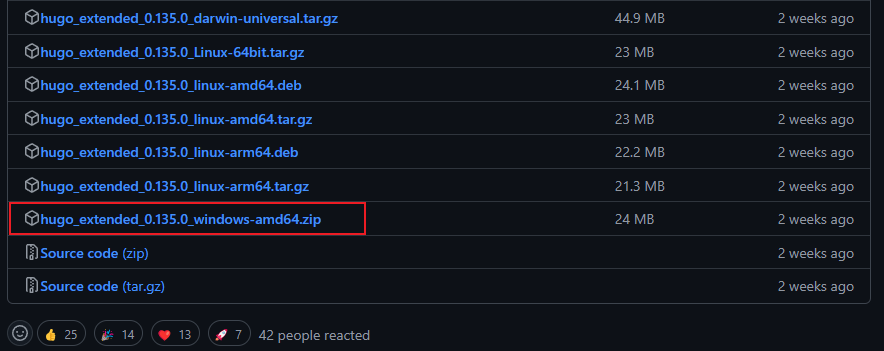 hugo_extended_0.135.0_darwin-universal.tar.gz 44.9 MB 2 weeks ago
hugo_extended_0.135.0_Linux-64bit.tar.gz 23 MB 2 weeks ago
hugo_extended_0.135.0_linux-amd64.deb 24.1 MB 2 weeks ago
hugo_extended_0.135.0_linux-amd64.tar.gz 23 MB 2 weeks ago
hugo_extended_0.135.0_linux-arm64.deb 22.2 MB 2 weeks ago
hugo_extended_0.135.0_linux-arm64.tar.gz 21.3 MB 2 weeks ago
hugo_extended_0.135.0_windows-amd64.zip 24 MB 2 weeks ago
Source code (zip) 2 weeks ago
Source code (tar.gz) 2 weeks ago
25 14 13 7 42 people reacted